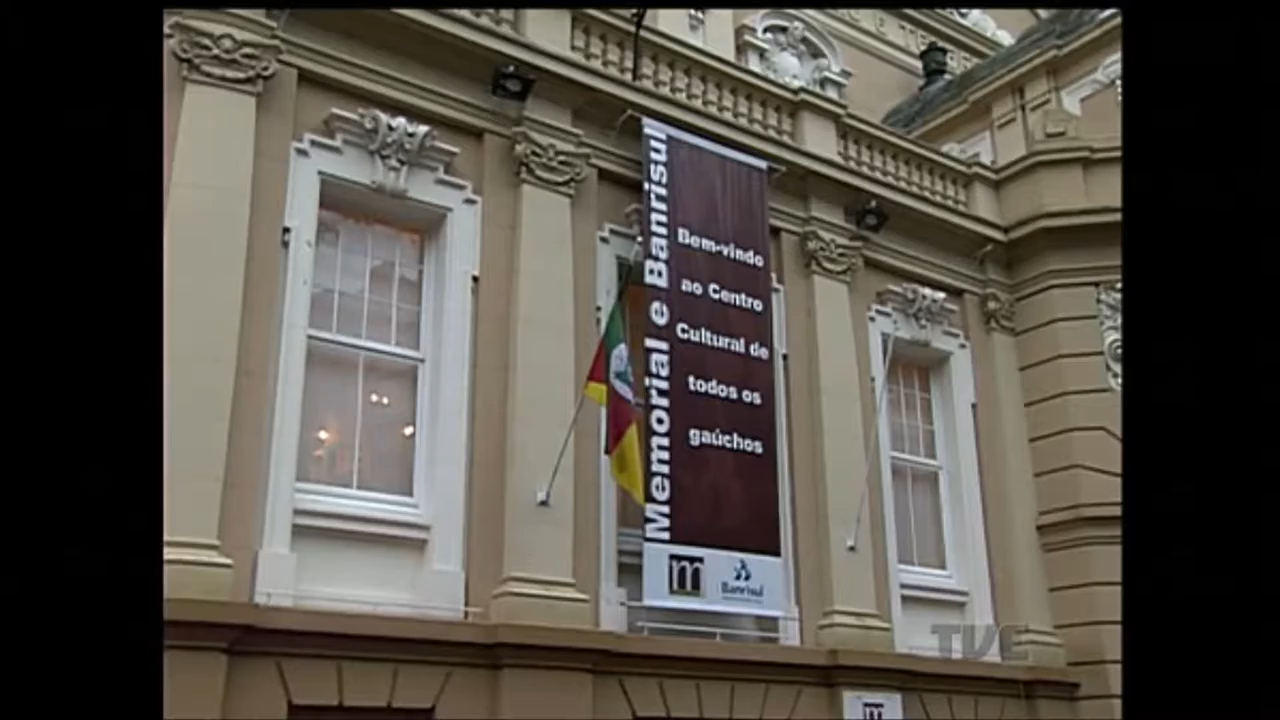 Memorial e Banrisul
Bem-vindo
ao Centro
Cultural de
todos os
gaúchos
m
Banrisul
TVE
m